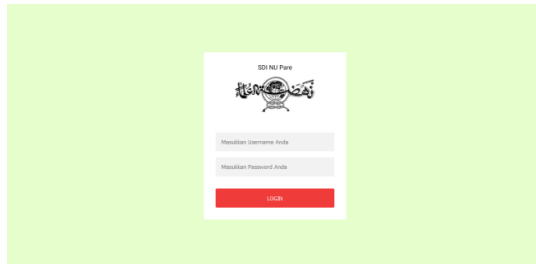 SDI NU Pare
Masukkan Username Anda
Masukkan Password Anda
LOGIN